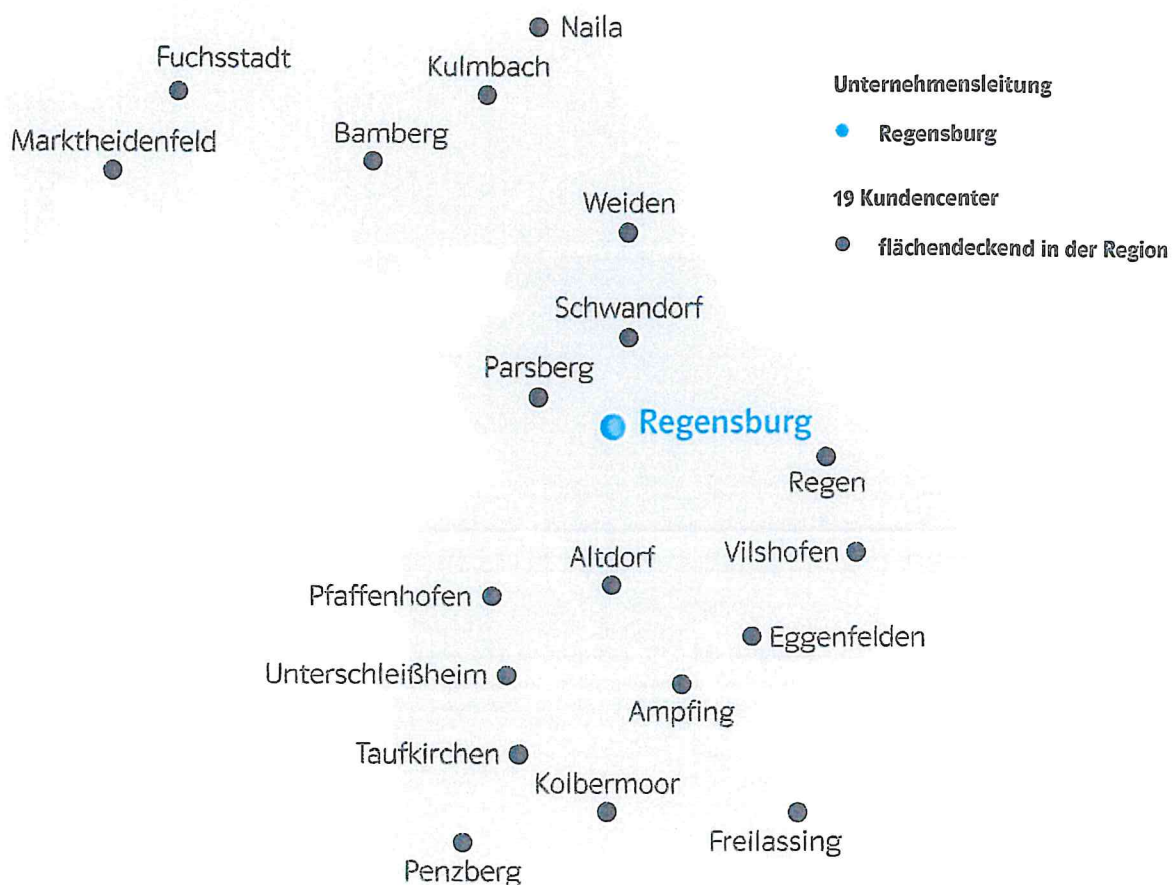 Naila
Fuchsstadt
Kulmbach
Marktheidenfeld
Bamberg
Weiden
Schwandorf
Parsberg
Regensburg
Regen
Altdorf
Vilshofen
Pfaffenhofen
Eggenfelden
Unterschleißheim
Ampfing
Taufkirchen
Kolbermoor
Freilassing
Penzberg
Unternehmensleitung
Regensburg
19 Kundencenter
flächendeckend in der Region